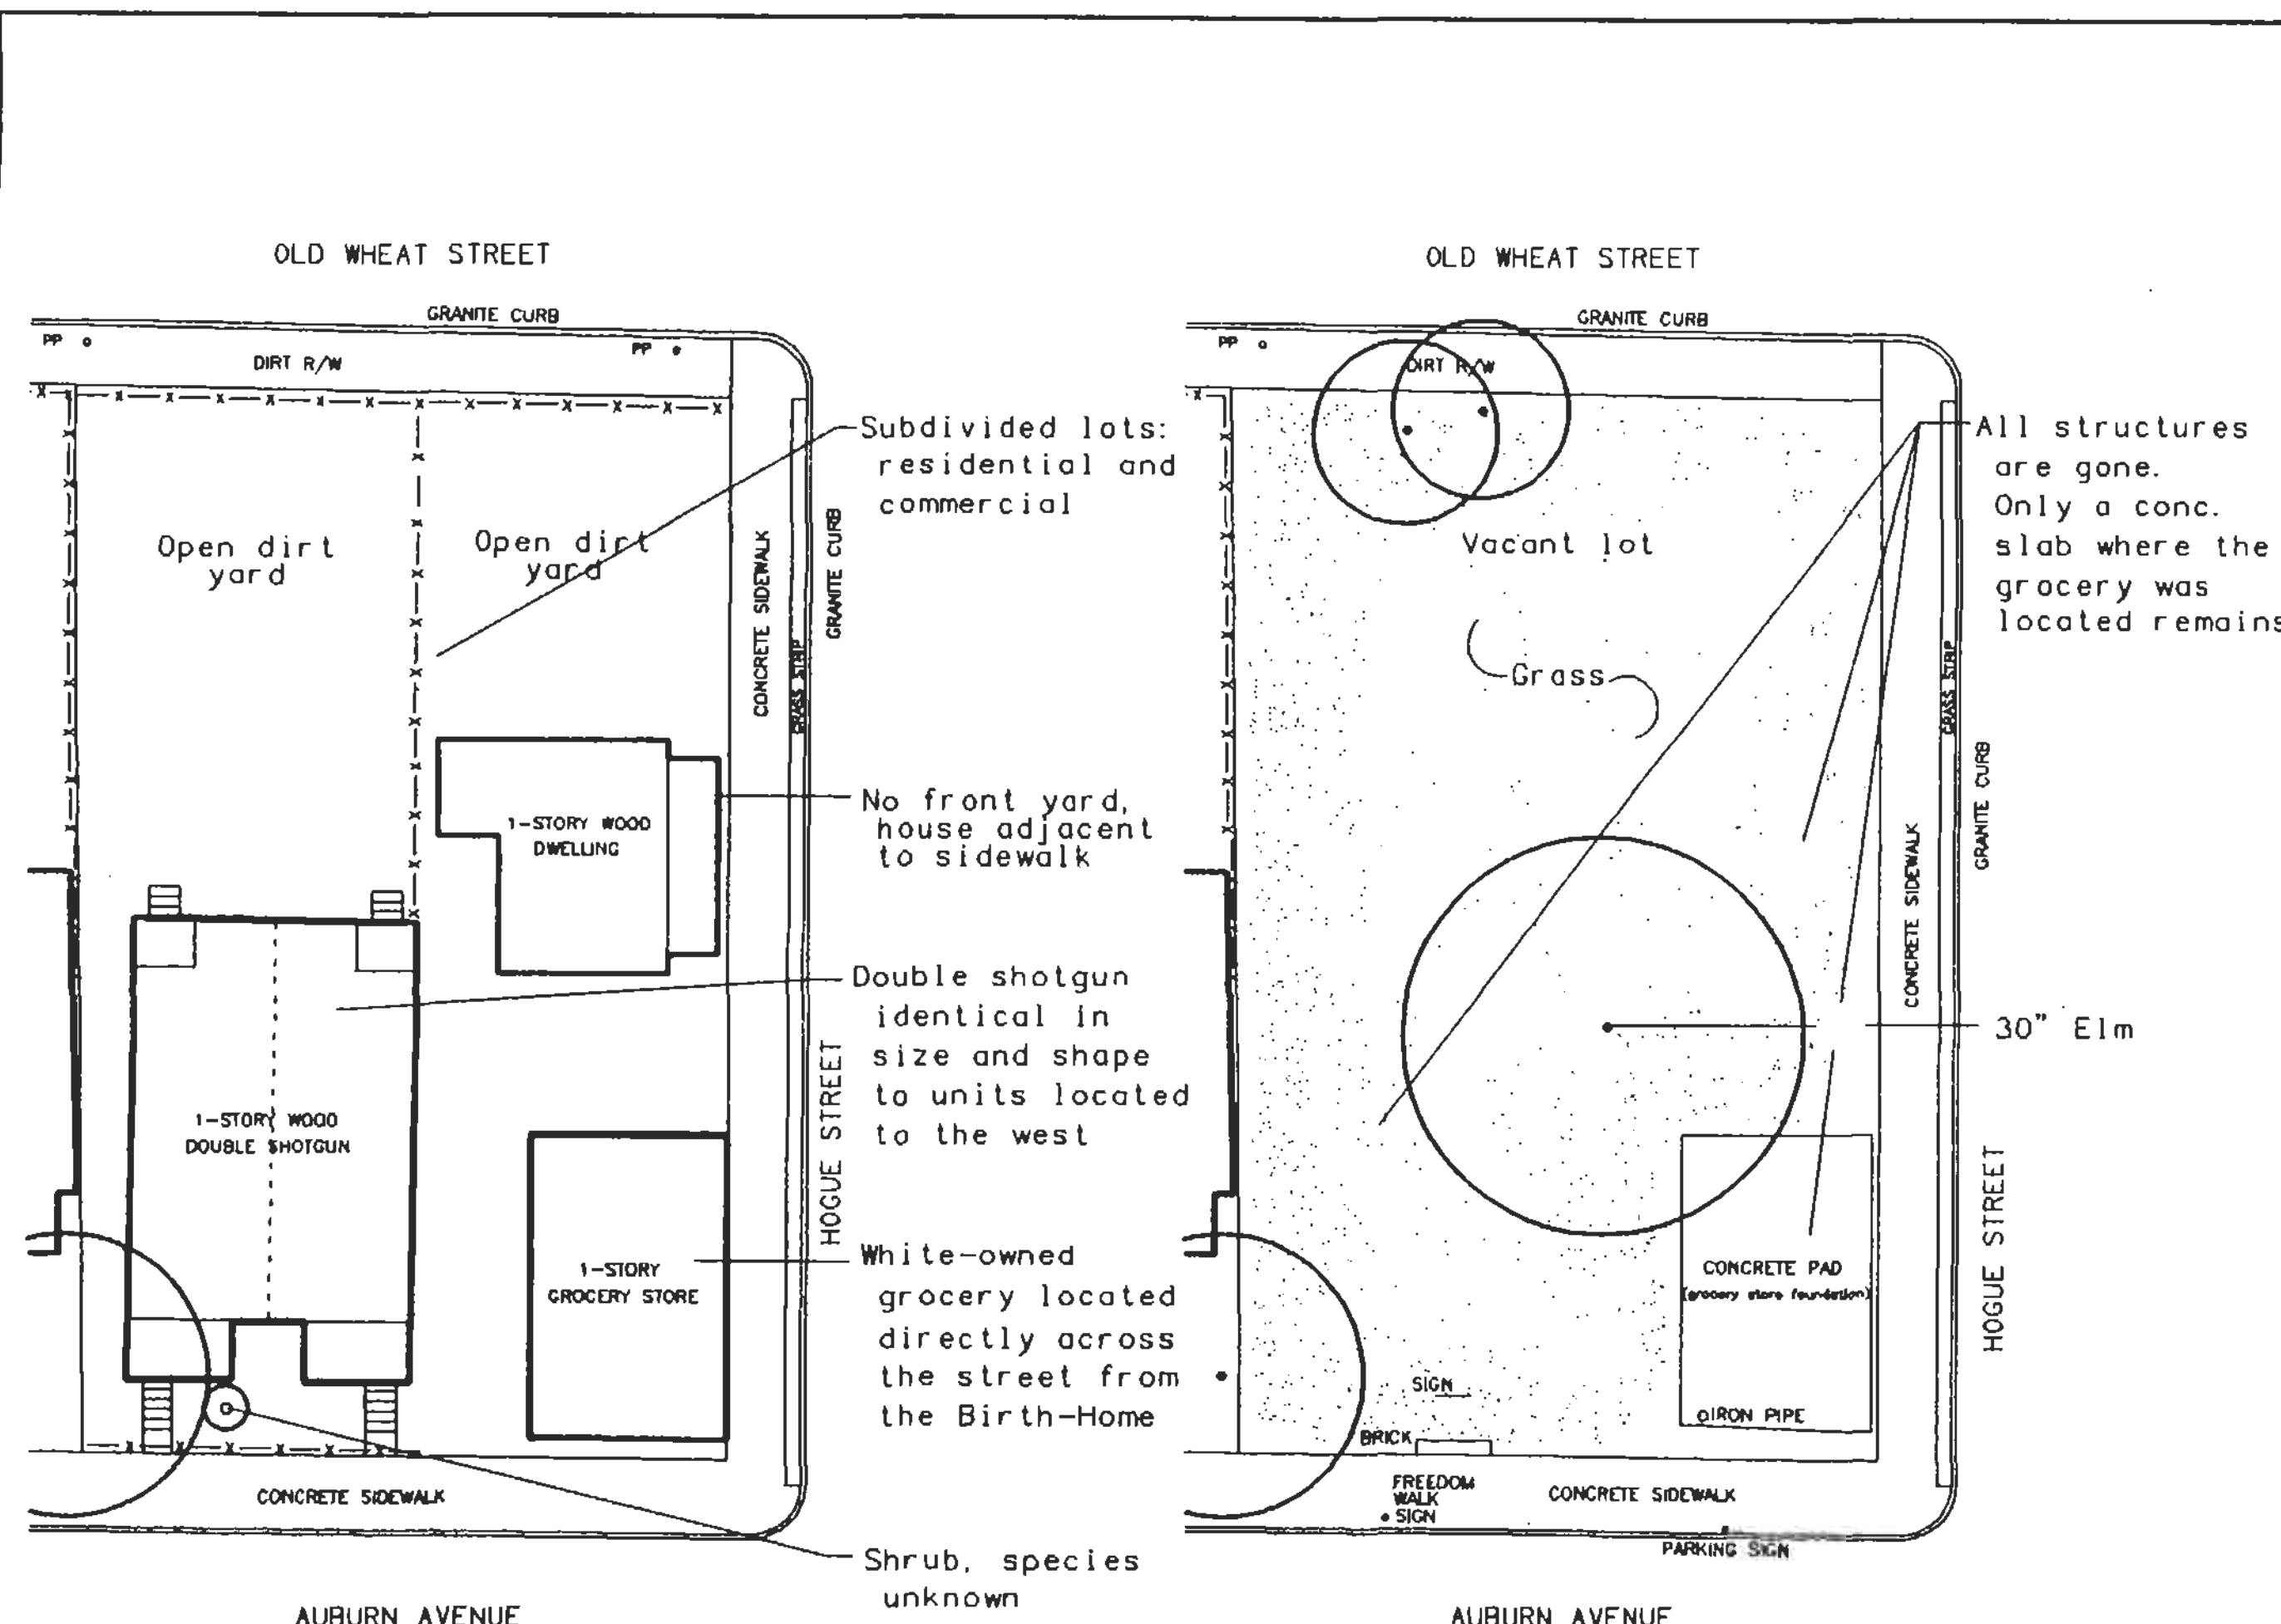 OLD WHEAT STREET
GRANITE CURB
PP
PP
DIRT R/W
Subdivided lots:
residential and
commercial
Open dirt
yard
Open dirt
yard
CONCRETE SIDEWALK
GRASS STRIP
GRANITE CURB
No front yard,
house adjacent
to sidewalk
1-STORY WOOD
DWELLING
Double shotgun
identical in
size and shape
to units located
to the west
1-STORY WOOD
DOUBLE SHOTGUN
HOGUE STREET
White-owned
grocery located
directly across
the street from
the Birth-Home
1-STORY
GROCERY STORE
CONCRETE SIDEWALK
Shrub, species
unknown
AUBURN AVENUE
OLD WHEAT STREET
GRANITE CURB
PP
DIRT R/W
All structures
are gone.
Only a conc.
slab where the
grocery was
located remains
Vacant lot
Grass
GRASS STRIP
GRANITE CURB
CONCRETE SIDEWALK
30" Elm
HOGUE STREET
CONCRETE PAD
(grocery store foundation)
SIGN
IRON PIPE
BRICK
FREEDOM
WALK
SIGN
CONCRETE SIDEWALK
PARKING SIGN
AUBURN AVENUE